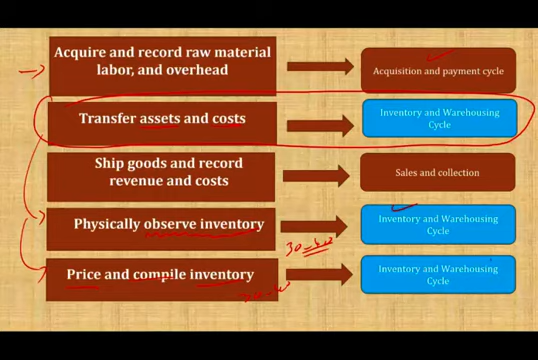 Acquire and record raw material
labor, and overhead
Acquisition and payment cycle
Transfer assets and costs
Inventory and Warehousing
Cycle
Ship goods and record
revenue and costs
Sales and collection
Physically observe inventory
Inventory and Warehousing
Cycle
Price and compile inventory
Inventory and Warehousing
Cycle